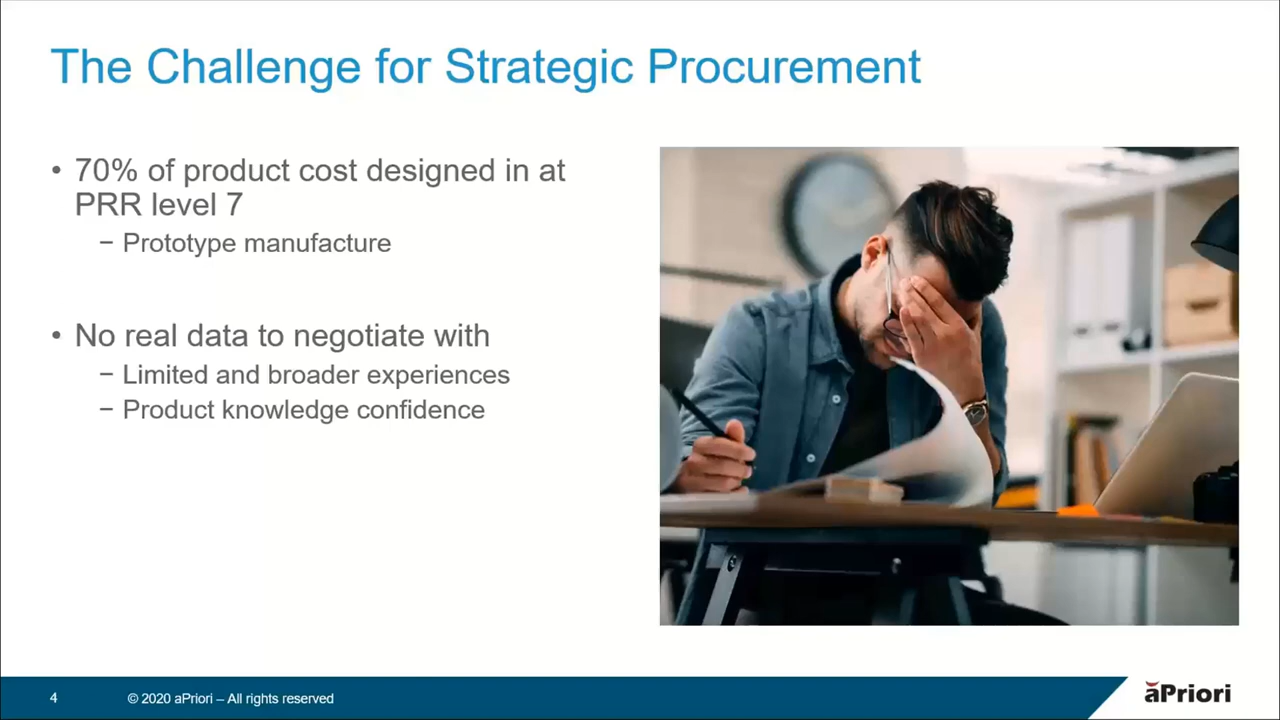 The Challenge for Strategic Procurement
• 70% of product cost designed in at
PRR level 7
− Prototype manufacture
• No real data to negotiate with
− Limited and broader experiences
− Product knowledge confidence
4
© 2020 aPriori – All rights reserved
aPriori